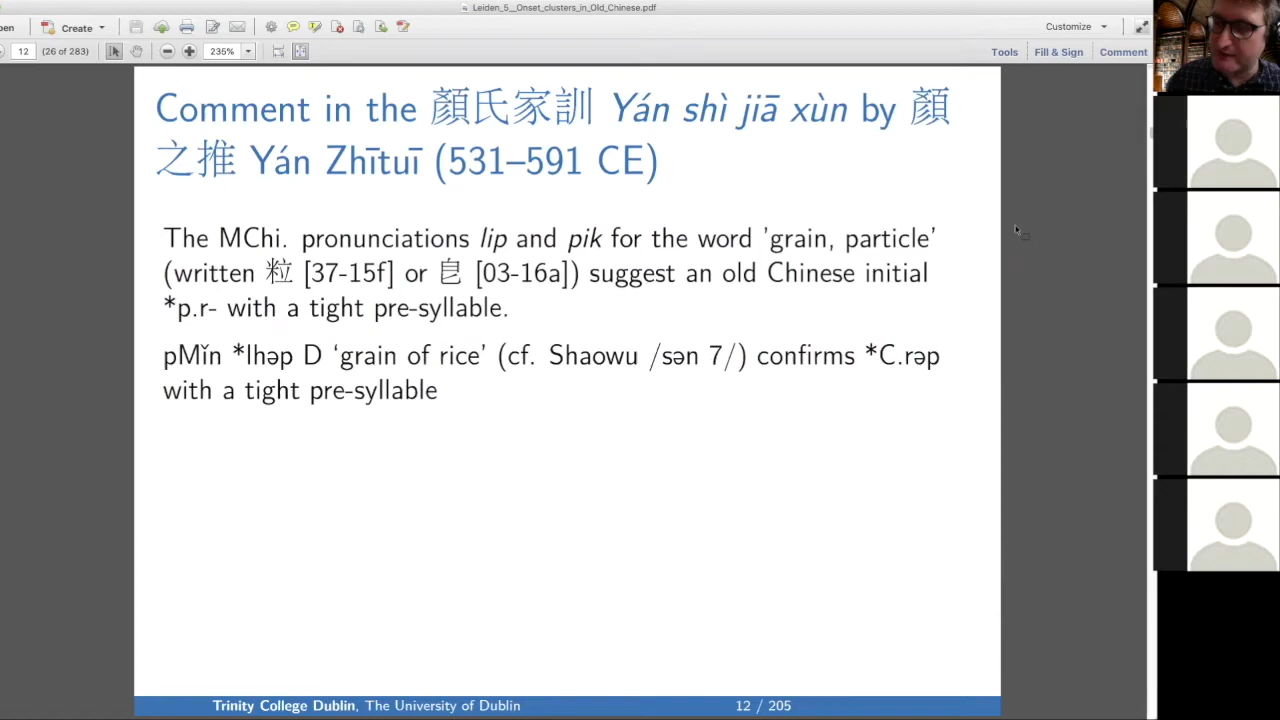 Leiden_5__Onset_clusters_in_Old_Chinese.pdf
pen
Create
Customize
12
(26 of 283)
235%
Tools
Fill & Sign
Comment
Comment in the 顏氏家訓 Yán shì jiā xùn by 顏
之推 Yán Zhītuī (531–591 CE)
The MChi. pronunciations lip and pik for the word ’grain, particle’
(written 粒 [37-15f] or 皀 [03-16a]) suggest an old Chinese initial
*p.r- with a tight pre-syllable.
pMǐn *lhəp D ‘grain of rice’ (cf. Shaowu /sən 7/) confirms *C.rəp
with a tight pre-syllable
Trinity College Dublin, The University of Dublin
12 / 205